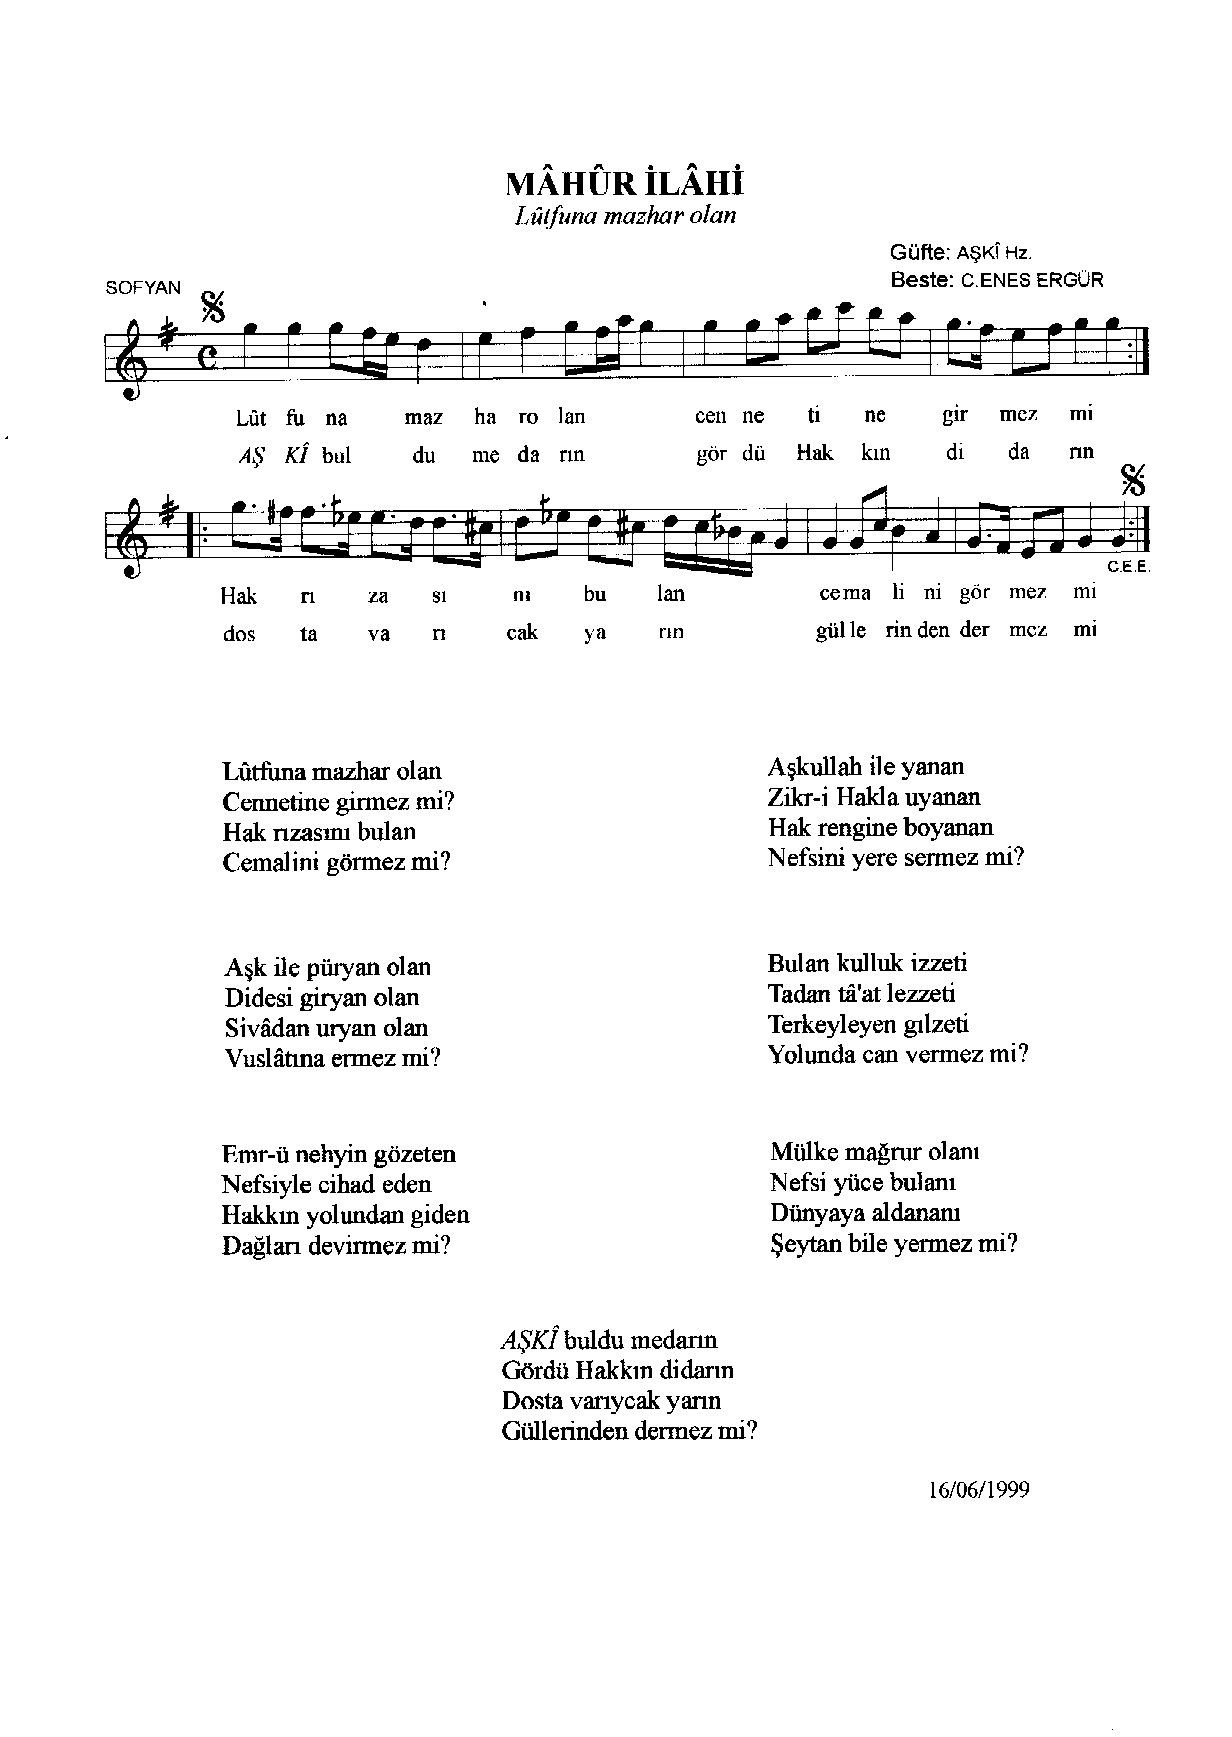 MÂHÛR İLÂHİ
Lûtfuna mazhar olan
Güfte: AŞKÎ Hz.
Beste: C.ENES ERGÜR
SOFYAN
Lût fu na maz ha ro lan cen ne ti ne gir mez mi
AŞ KÎ bul du me da rın gör dü Hak kın di da rın
C.E.E.
Hak rı za sı nı bu lan cema li ni gör mez mi
dos ta va rı cak ya rın gül le rin den der mez mi
Lûtfuna mazhar olan
Cennetine girmez mi?
Hak rızasını bulan
Cemalini görmez mi?
Aşkullah ile yanan
Zikr-i Hakla uyanan
Hak rengine boyanan
Nefsini yere sermez mi?
Aşk ile püryan olan
Didesi giryan olan
Sivâdan uryan olan
Vuslâtına ermez mi?
Bulan kulluk izzeti
Tadan tâ'at lezzeti
Terkeyleyen gılzeti
Yolunda can vermez mi?
Emr-ü nehyin gözeten
Nefsiyle cihad eden
Hakkın yolundan giden
Dağları devirmez mi?
Mülke mağrur olanı
Nefsi yüce bulanı
Dünyaya aldananı
Şeytan bile yermez mi?
AŞKÎ buldu medarın
Gördü Hakkın didarın
Dosta varıycak yarın
Güllerinden dermez mi?
16/06/1999